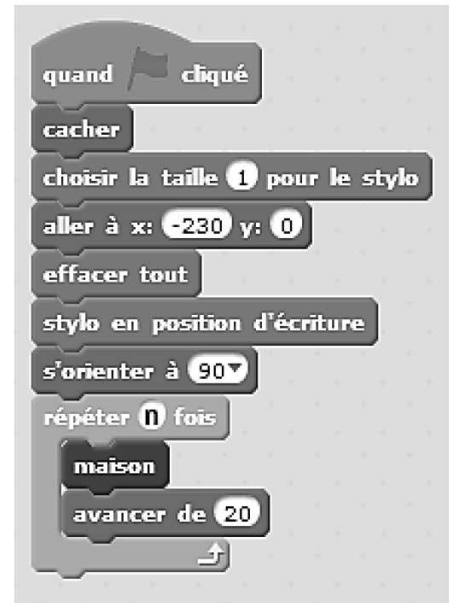 quand cliqué
cacher
choisir la taille 1 pour le stylo
aller à x: -230 y: 0
effacer tout
stylo en position d'écriture
s'orienter à 90
répéter n fois
maison
avancer de 20